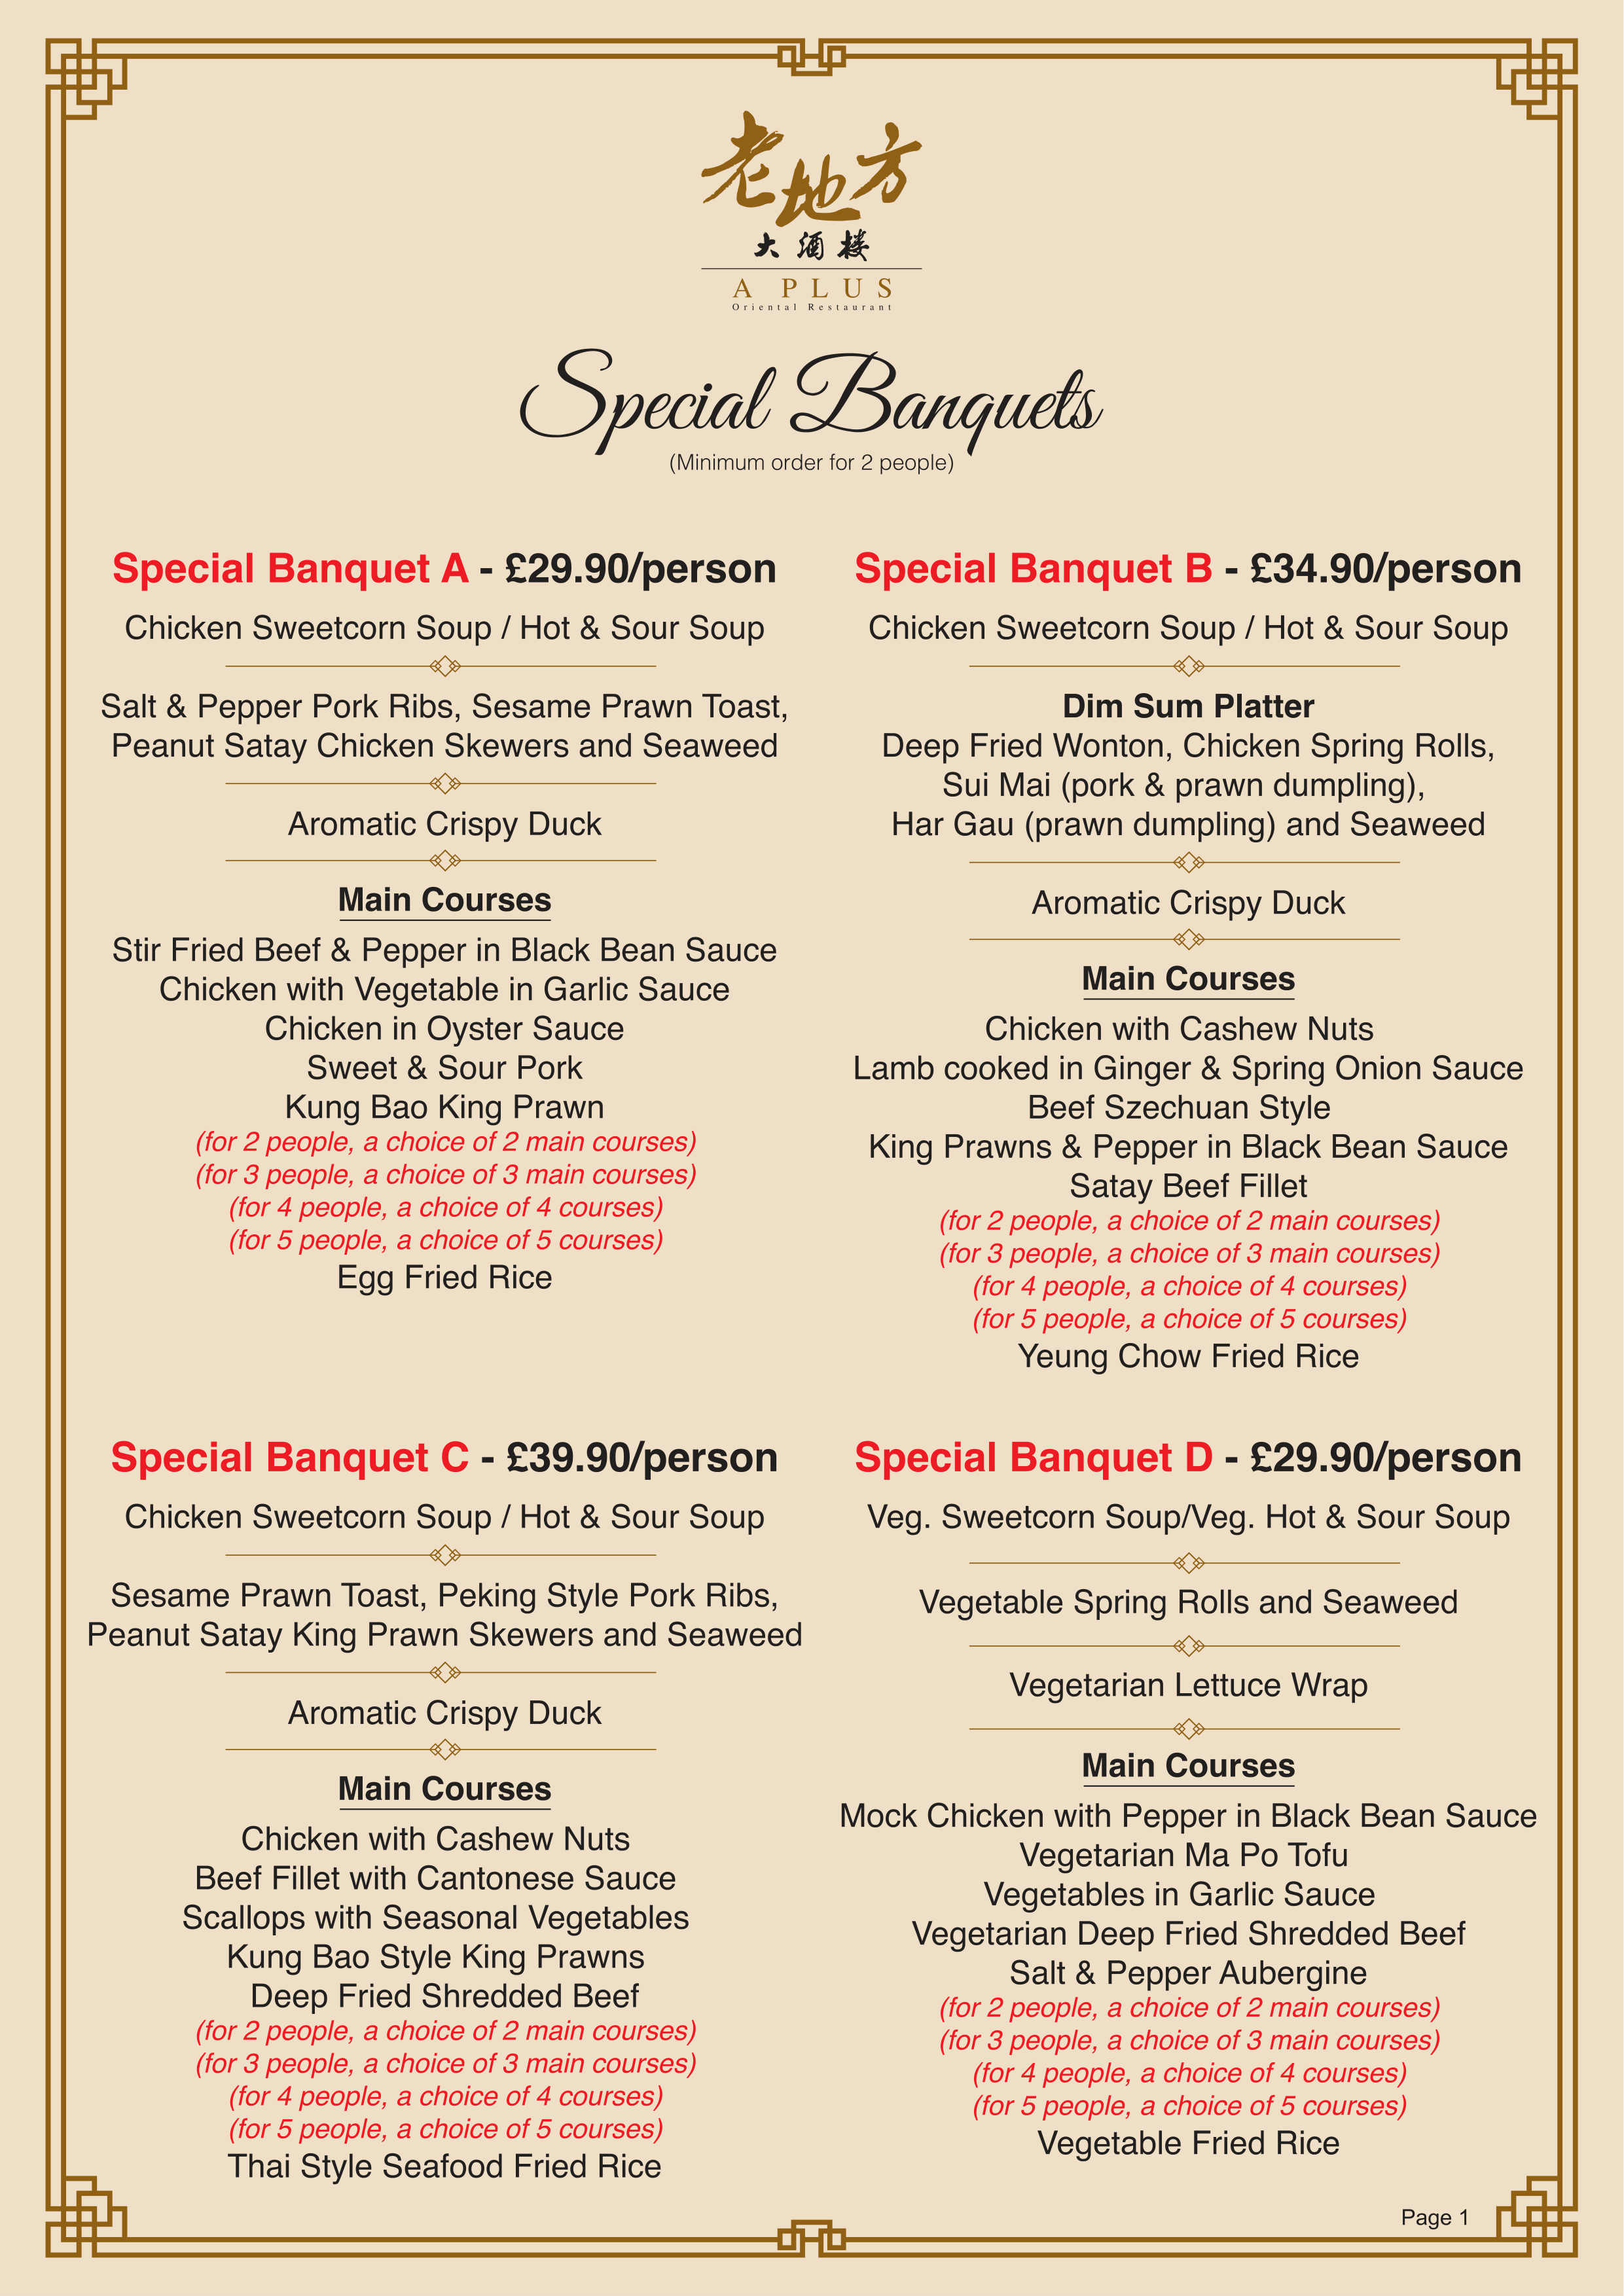 老地方
大酒楼
A PLUS
Oriental Restaurant
Special Banquets
(Minimum order for 2 people)
Special Banquet A - £29.90/person
Chicken Sweetcorn Soup / Hot & Sour Soup
Salt & Pepper Pork Ribs, Sesame Prawn Toast,
Peanut Satay Chicken Skewers and Seaweed
Aromatic Crispy Duck
Main Courses
Stir Fried Beef & Pepper in Black Bean Sauce
Chicken with Vegetable in Garlic Sauce
Chicken in Oyster Sauce
Sweet & Sour Pork
Kung Bao King Prawn
(for 2 people, a choice of 2 main courses)
(for 3 people, a choice of 3 main courses)
(for 4 people, a choice of 4 courses)
(for 5 people, a choice of 5 courses)
Egg Fried Rice
Special Banquet B - £34.90/person
Chicken Sweetcorn Soup / Hot & Sour Soup
Dim Sum Platter
Deep Fried Wonton, Chicken Spring Rolls,
Sui Mai (pork & prawn dumpling),
Har Gau (prawn dumpling) and Seaweed
Aromatic Crispy Duck
Main Courses
Chicken with Cashew Nuts
Lamb cooked in Ginger & Spring Onion Sauce
Beef Szechuan Style
King Prawns & Pepper in Black Bean Sauce
Satay Beef Fillet
(for 2 people, a choice of 2 main courses)
(for 3 people, a choice of 3 main courses)
(for 4 people, a choice of 4 courses)
(for 5 people, a choice of 5 courses)
Yeung Chow Fried Rice
Special Banquet C - £39.90/person
Chicken Sweetcorn Soup / Hot & Sour Soup
Sesame Prawn Toast, Peking Style Pork Ribs,
Peanut Satay King Prawn Skewers and Seaweed
Aromatic Crispy Duck
Main Courses
Chicken with Cashew Nuts
Beef Fillet with Cantonese Sauce
Scallops with Seasonal Vegetables
Kung Bao Style King Prawns
Deep Fried Shredded Beef
(for 2 people, a choice of 2 main courses)
(for 3 people, a choice of 3 main courses)
(for 4 people, a choice of 4 courses)
(for 5 people, a choice of 5 courses)
Thai Style Seafood Fried Rice
Special Banquet D - £29.90/person
Veg. Sweetcorn Soup/Veg. Hot & Sour Soup
Vegetable Spring Rolls and Seaweed
Vegetarian Lettuce Wrap
Main Courses
Mock Chicken with Pepper in Black Bean Sauce
Vegetarian Ma Po Tofu
Vegetables in Garlic Sauce
Vegetarian Deep Fried Shredded Beef
Salt & Pepper Aubergine
(for 2 people, a choice of 2 main courses)
(for 3 people, a choice of 3 main courses)
(for 4 people, a choice of 4 courses)
(for 5 people, a choice of 5 courses)
Vegetable Fried Rice
Page 1